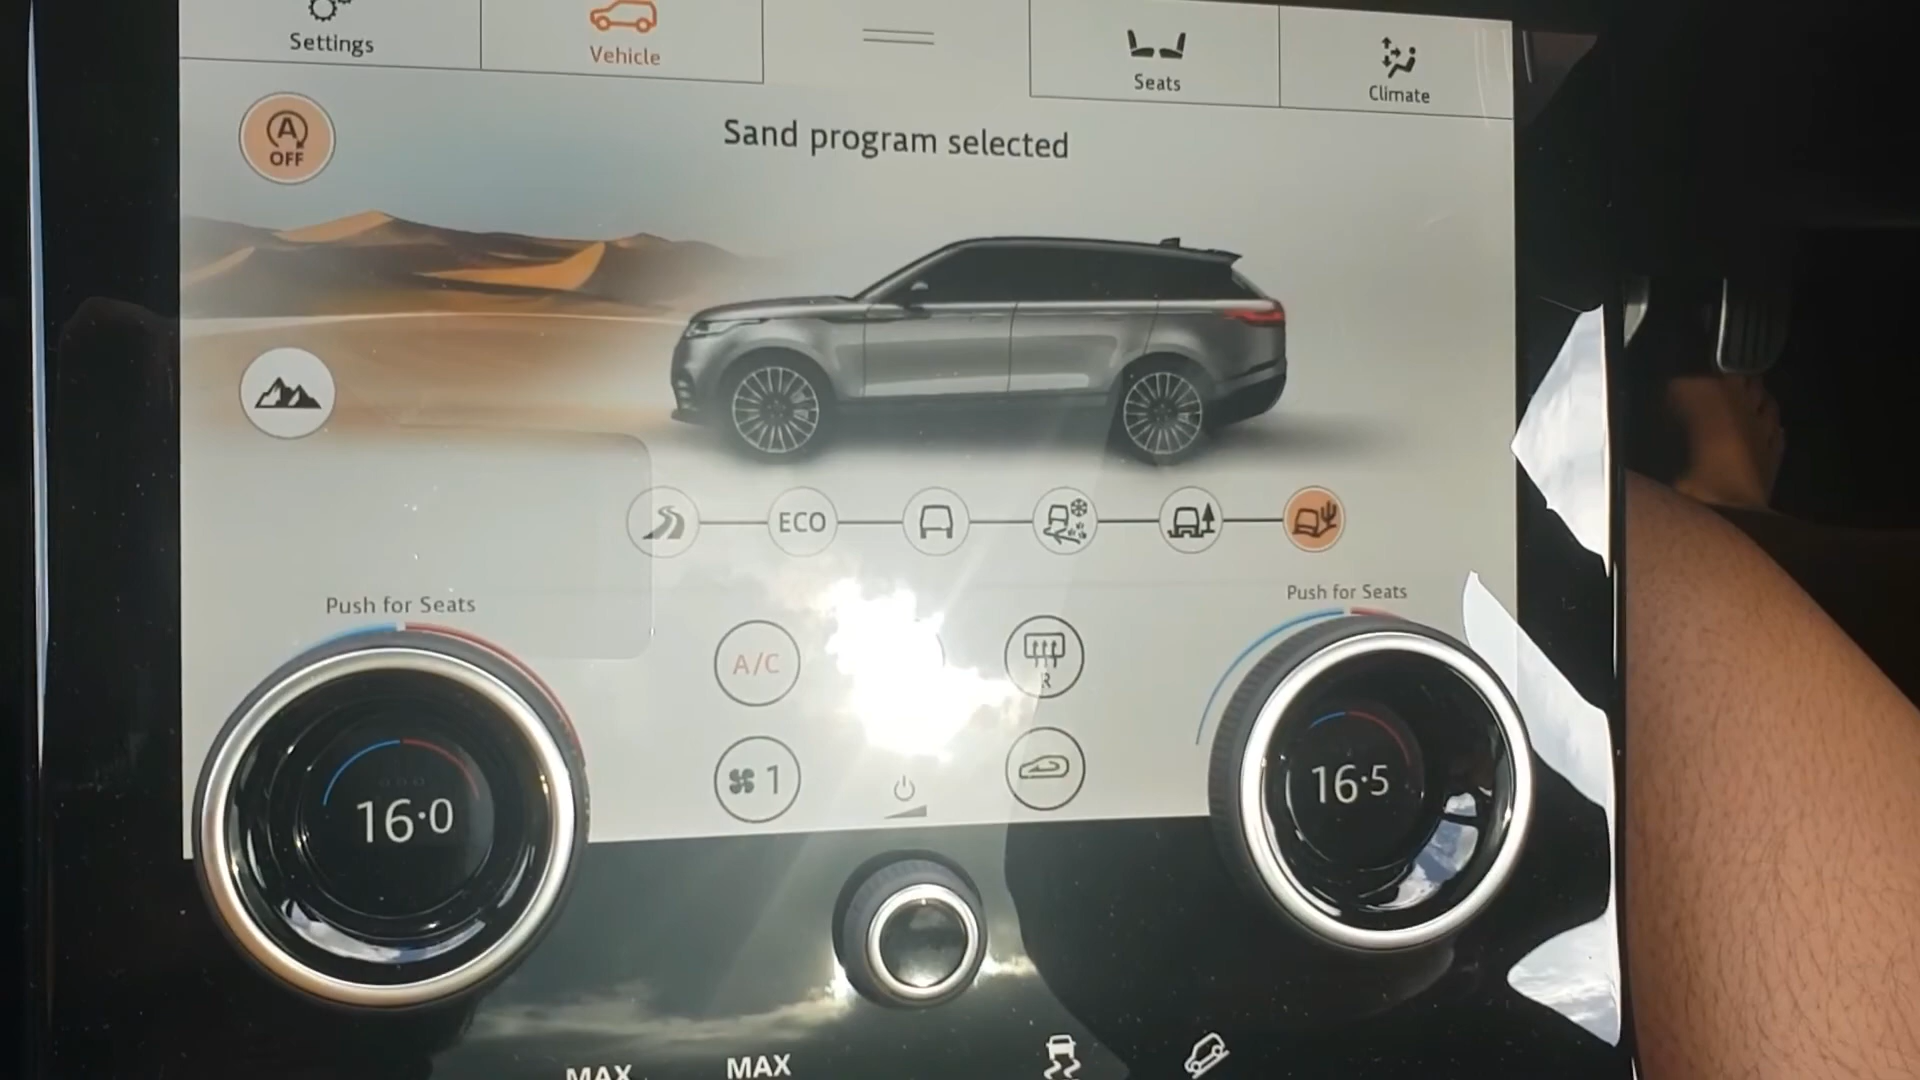 Settings
Vehicle
Seats
Climate
A
OFF
Sand program selected
ECO
Push for Seats
Push for Seats
A/C
R
1
16.0
16.5
MAX
MAX